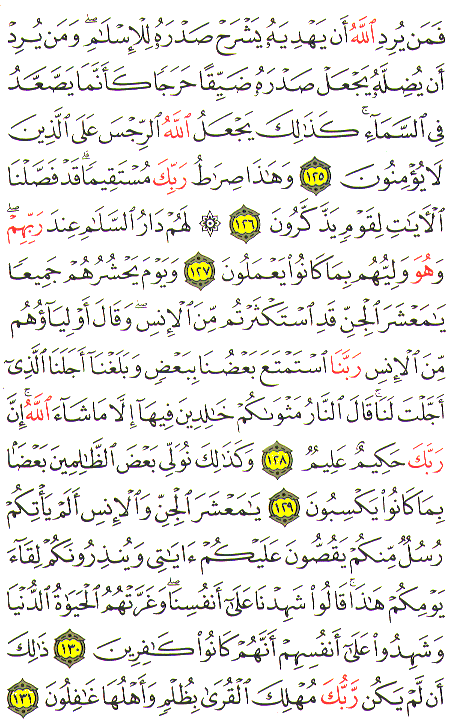 فَمَن يُرِدِ ٱللَّهُ أَن يَهْدِيَهُۥ يَشْرَحْ صَدْرَهُۥ لِلْإِسْلَٰمِ ۖ وَمَن يُرِدْ
أَن يُضِلَّهُۥ يَجْعَلْ صَدْرَهُۥ ضَيِّقًا حَرَجًا كَأَنَّمَا يَصَّعَّدُ
فِى ٱلسَّمَآءِ ۚ كَذَٰلِكَ يَجْعَلُ ٱللَّهُ ٱلرِّجْسَ عَلَى ٱلَّذِينَ
لَا يُؤْمِنُونَ ١٢٥ وَهَٰذَا صِرَٰطُ رَبِّكَ مُسْتَقِيمًا ۗ قَدْ فَصَّلْنَا
ٱلْءَايَٰتِ لِقَوْمٍ يَذَّكَّرُونَ ١٢٦ ۞ لَهُمْ دَارُ ٱلسَّلَٰمِ عِندَ رَبِّهِمْ ۖ
وَهُوَ وَلِيُّهُم بِمَا كَانُوا۟ يَعْمَلُونَ ١٢٧ وَيَوْمَ يَحْشُرُهُمْ جَمِيعًا
يَٰمَعْشَرَ ٱلْجِنِّ قَدِ ٱسْتَكْثَرْتُم مِّنَ ٱلْإِنسِ ۖ وَقَالَ أَوْلِيَآؤُهُم
مِّنَ ٱلْإِنسِ رَبَّنَا ٱسْتَمْتَعَ بَعْضُنَا بِبَعْضٍ وَبَلَغْنَآ أَجَلَنَا ٱلَّذِىٓ
أَجَّلْتَ لَنَا ۚ قَالَ ٱلنَّارُ مَثْوَىٰكُمْ خَٰلِدِينَ فِيهَآ إِلَّا مَا شَآءَ ٱللَّهُ ۗ إِنَّ
رَبَّكَ حَكِيمٌ عَلِيمٌ ١٢٨ وَكَذَٰلِكَ نُوَلِّى بَعْضَ ٱلظَّٰلِمِينَ بَعْضًۢا
بِمَا كَانُوا۟ يَكْسِبُونَ ١٢٩ يَٰمَعْشَرَ ٱلْجِنِّ وَٱلْإِنسِ أَلَمْ يَأْتِكُمْ
رُسُلٌ مِّنكُمْ يَقُصُّونَ عَلَيْكُمْ ءَايَٰتِى وَيُنذِرُونَكُمْ لِقَآءَ
يَوْمِكُمْ هَٰذَا ۚ قَالُوا۟ شَهِدْنَا عَلَىٰٓ أَنفُسِنَا ۖ وَغَرَّتْهُمُ ٱلْحَيَوٰةُ ٱلدُّنْيَا
وَشَهِدُوا۟ عَلَىٰٓ أَنفُسِهِمْ أَنَّهُمْ كَانُوا۟ كَٰفِرِينَ ١٣٠ ذَٰلِكَ
أَن لَّمْ يَكُن رَّبُّكَ مُهْلِكَ ٱلْقُرَىٰ بِظُلْمٍ وَأَهْلُهَا غَٰفِلُونَ ١٣١